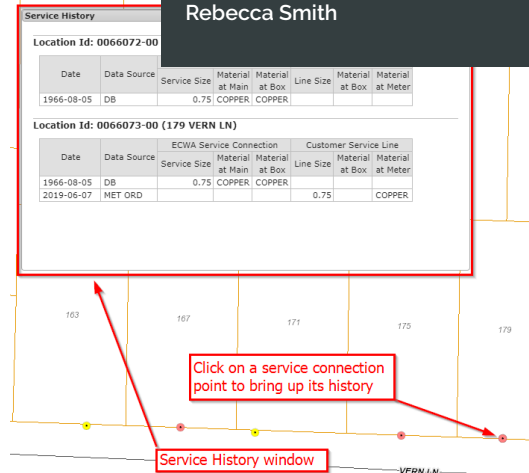 Rebecca Smith
Service History
Location Id: 0066072-00
Date Data Source Service Size Material at Main Material at Box Line Size Material at Box Material at Meter
1966-08-05 DB 0.75 COPPER COPPER
Location Id: 0066073-00 (179 VERN LN)
ECWA Service Connection Customer Service Line
Date Data Source Service Size Material at Main Material at Box Line Size Material at Box Material at Meter
1966-08-05 DB 0.75 COPPER COPPER
2019-06-07 MET ORD 0.75 COPPER
163 167 171 175 179
Click on a service connection
point to bring up its history
Service History window
VERN LN